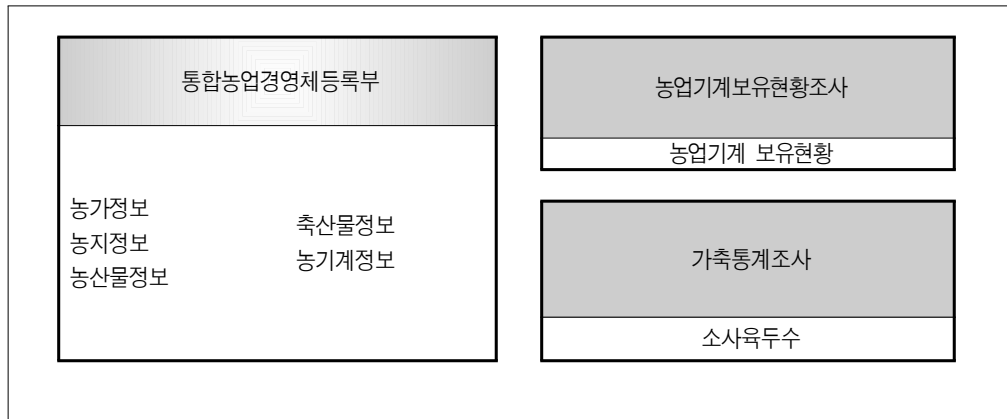 통합농업경영체등록부
농가정보
농지정보
농산물정보
축산물정보
농기계정보
농업기계보유현황조사
농업기계 보유현황
가축통계조사
소사육두수